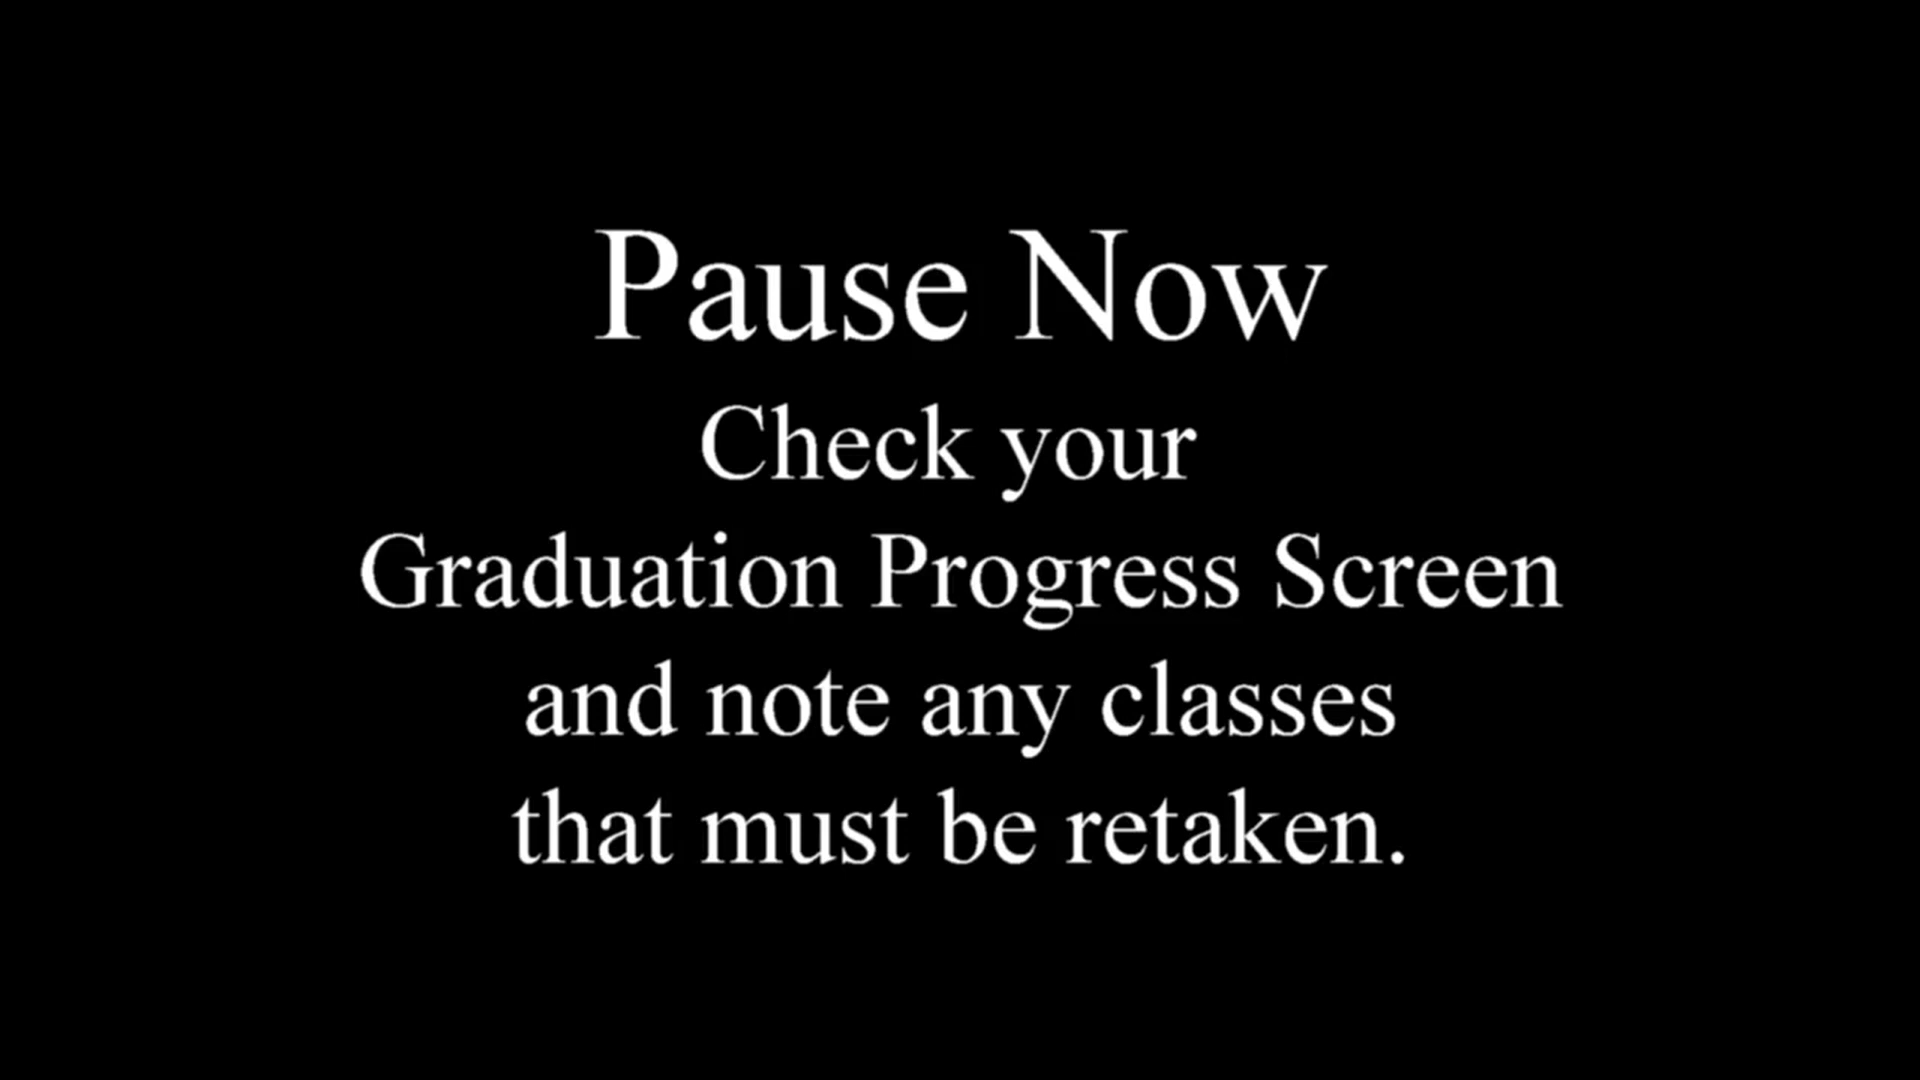 Pause Now
Check your
Graduation Progress Screen
and note any classes
that must be retaken.